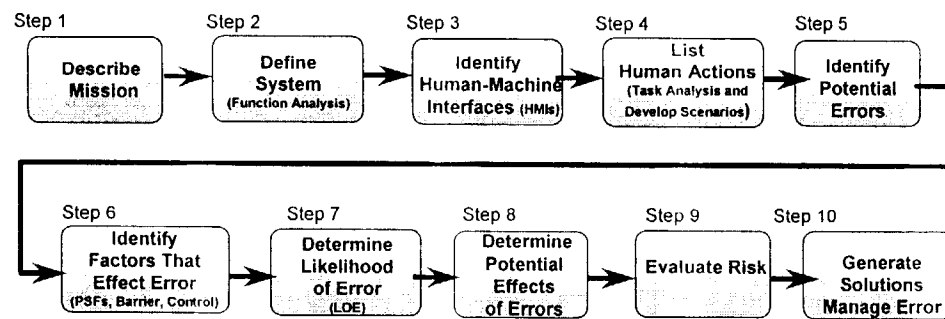 Step 1
Describe
Mission
Step 2
Define
System
(Function Analysis)
Step 3
Identify
Human-Machine
Interfaces (HMIs)
Step 4
List
Human Actions
(Task Analysis and
Develop Scenarios)
Step 5
Identify
Potential
Errors
Step 6
Identify
Factors That
Effect Error
(PSFs, Barrier, Control)
Step 7
Determine
Likelihood
of Error
(LOE)
Step 8
Determine
Potential
Effects
of Errors
Step 9
Evaluate Risk
Step 10
Generate
Solutions
Manage Error